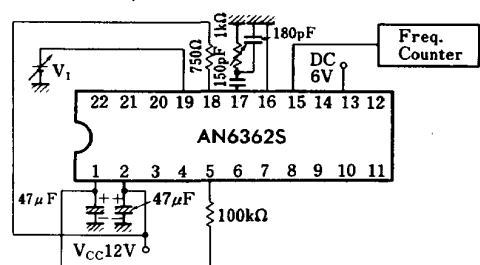 750Ω
1kΩ
150pF
180pF
V₁
DC
6V
Freq.
Counter
22 21 20 19 18 17 16 15 14 13 12
AN6362S
1 2 3 4 5 6 7 8 9 10 11
47μF + + 47μF
− −
100kΩ
VCC12V